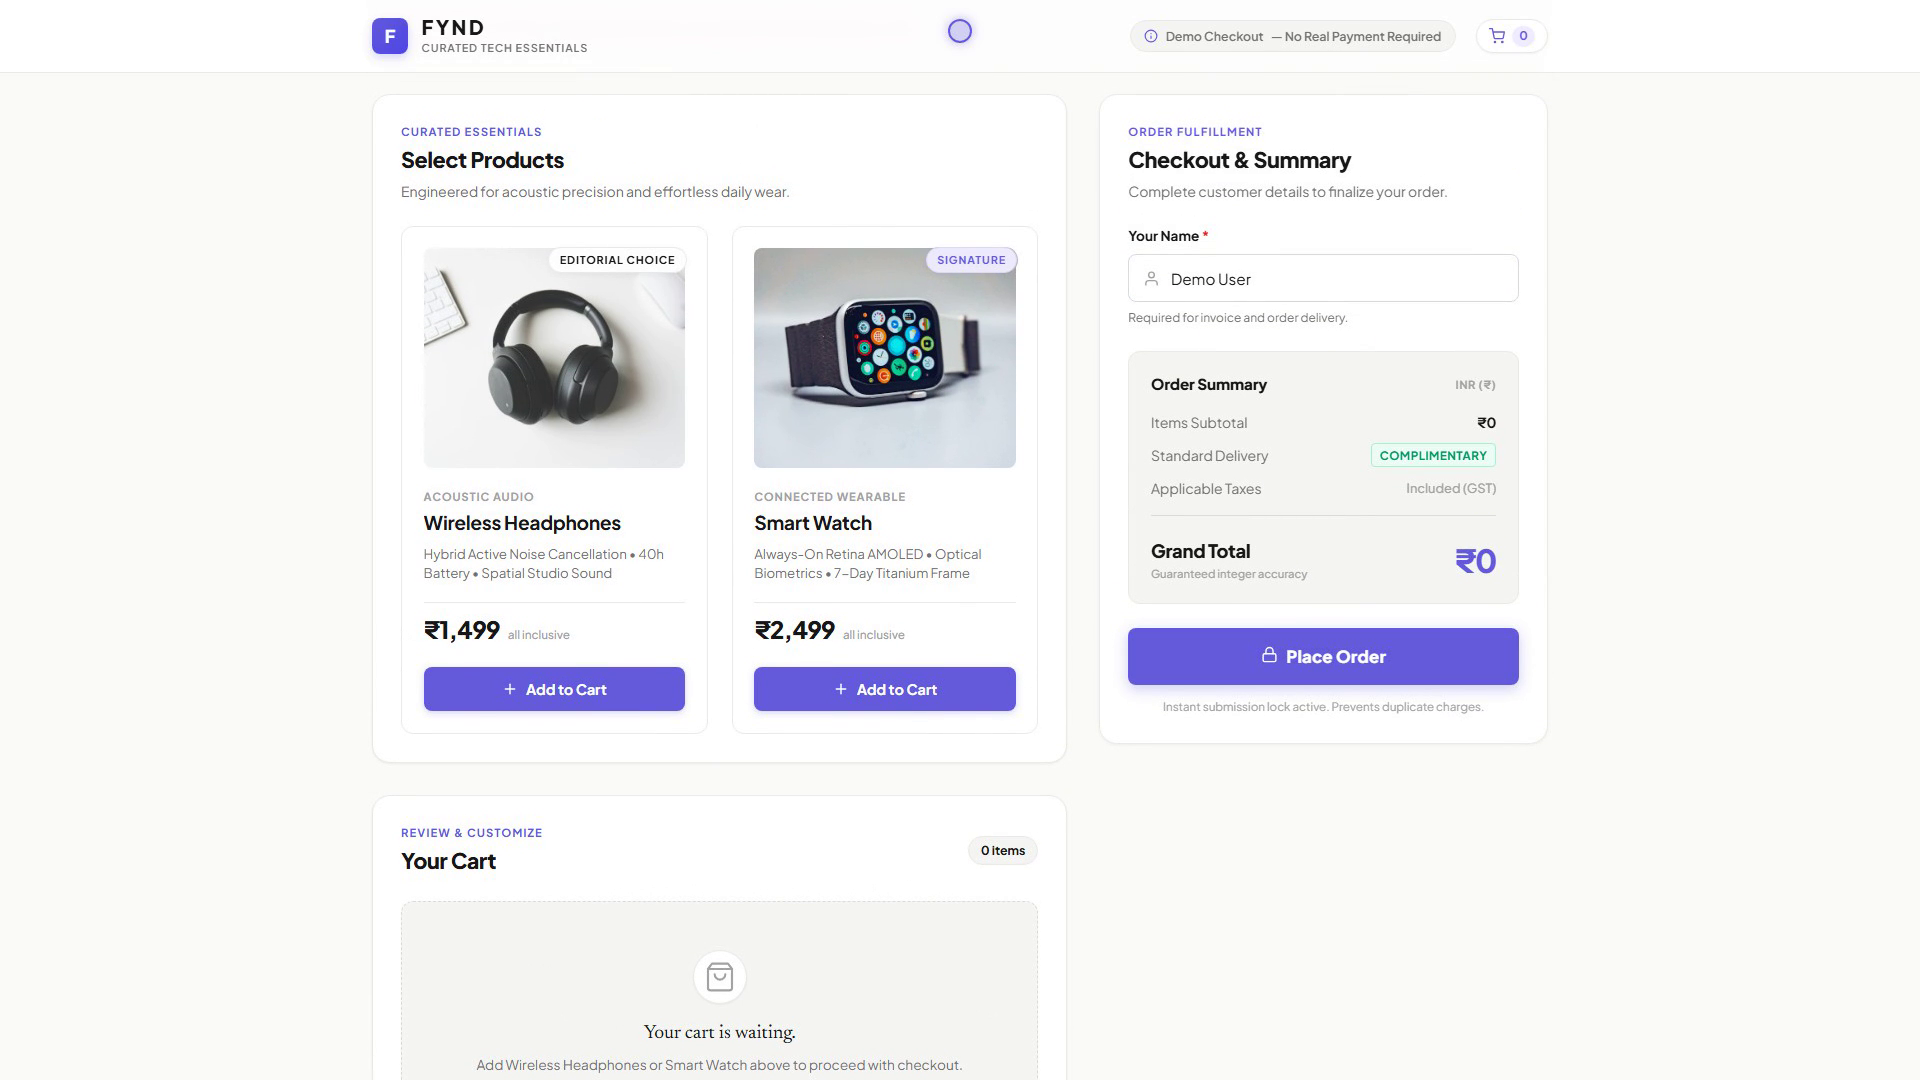 F
FYND
CURATED TECH ESSENTIALS
Demo Checkout — No Real Payment Required
0
CURATED ESSENTIALS
Select Products
Engineered for acoustic precision and effortless daily wear.
EDITORIAL CHOICE
ACOUSTIC AUDIO
Wireless Headphones
Hybrid Active Noise Cancellation • 40h
Battery • Spatial Studio Sound
₹1,499 all inclusive
+ Add to Cart
SIGNATURE
CONNECTED WEARABLE
Smart Watch
Always-On Retina AMOLED • Optical
Biometrics • 7-Day Titanium Frame
₹2,499 all inclusive
+ Add to Cart
ORDER FULFILLMENT
Checkout & Summary
Complete customer details to finalize your order.
Your Name *
Demo User
Required for invoice and order delivery.
Order Summary INR (₹)
Items Subtotal ₹0
Standard Delivery COMPLIMENTARY
Applicable Taxes Included (GST)
Grand Total ₹0
Guaranteed integer accuracy
Place Order
Instant submission lock active. Prevents duplicate charges.
REVIEW & CUSTOMIZE
Your Cart
0 items
Your cart is waiting.
Add Wireless Headphones or Smart Watch above to proceed with checkout.